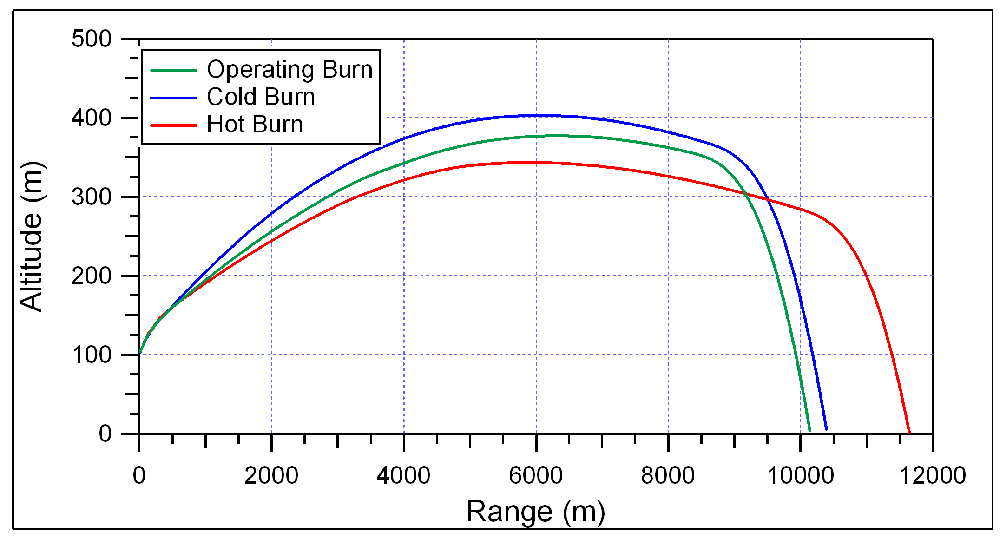 500
400
300
200
100
0
Altitude (m)
Operating Burn
Cold Burn
Hot Burn
0 2000 4000 6000 8000 10000 12000
Range (m)